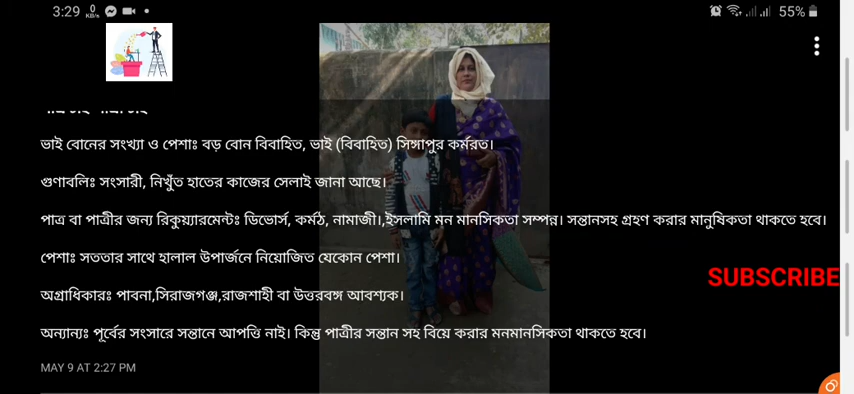 3:29 0 KB/s 55%
ভাই বোনের সংখ্যা ও পেশাঃ বড় বোন বিবাহিত, ভাই (বিবাহিত) সিঙ্গাপুর কর্মরত।
গুণাবলিঃ সংসারী, নিখুঁত হাতের কাজের সেলাই জানা আছে।
পাত্র বা পাত্রীর জন্য রিকুয়্যারমেন্টঃ ডিভোর্স, কর্মঠ, নামাজী।,ইসলামি মন মানসিকতা সম্পন্ন। সন্তানসহ গ্রহণ করার মানুষিকতা থাকতে হবে।
পেশাঃ সততার সাথে হালাল উপার্জনে নিয়োজিত যেকোন পেশা।
SUBSCRIBE
অগ্রাধিকারঃ পাবনা,সিরাজগঞ্জ,রাজশাহী বা উত্তরবঙ্গ আবশ্যক।
অন্যান্যঃ পূর্বের সংসারে সন্তানে আপত্তি নাই। কিন্তু পাত্রীর সন্তান সহ বিয়ে করার মনমানসিকতা থাকতে হবে।
MAY 9 AT 2:27 PM